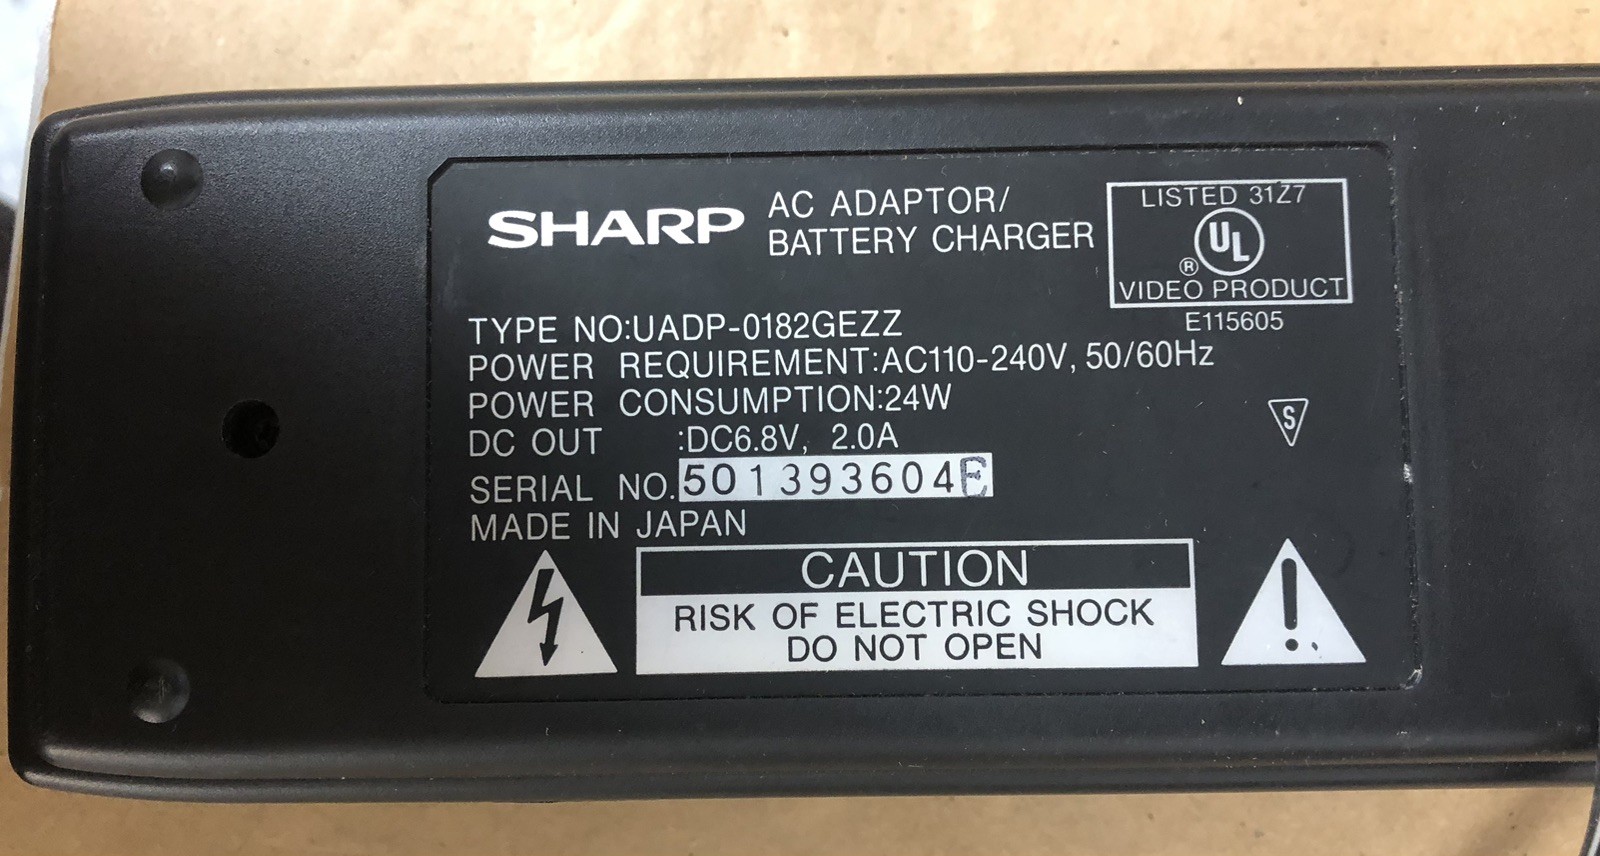 SHARP
AC ADAPTOR/
BATTERY CHARGER
LISTED 31Z7
UL
®
VIDEO PRODUCT
E115605
TYPE NO:UADP-0182GEZZ
POWER REQUIREMENT:AC110-240V, 50/60Hz
POWER CONSUMPTION:24W
DC OUT :DC6.8V, 2.0A
S
SERIAL NO.501393604E
MADE IN JAPAN
CAUTION
RISK OF ELECTRIC SHOCK
DO NOT OPEN